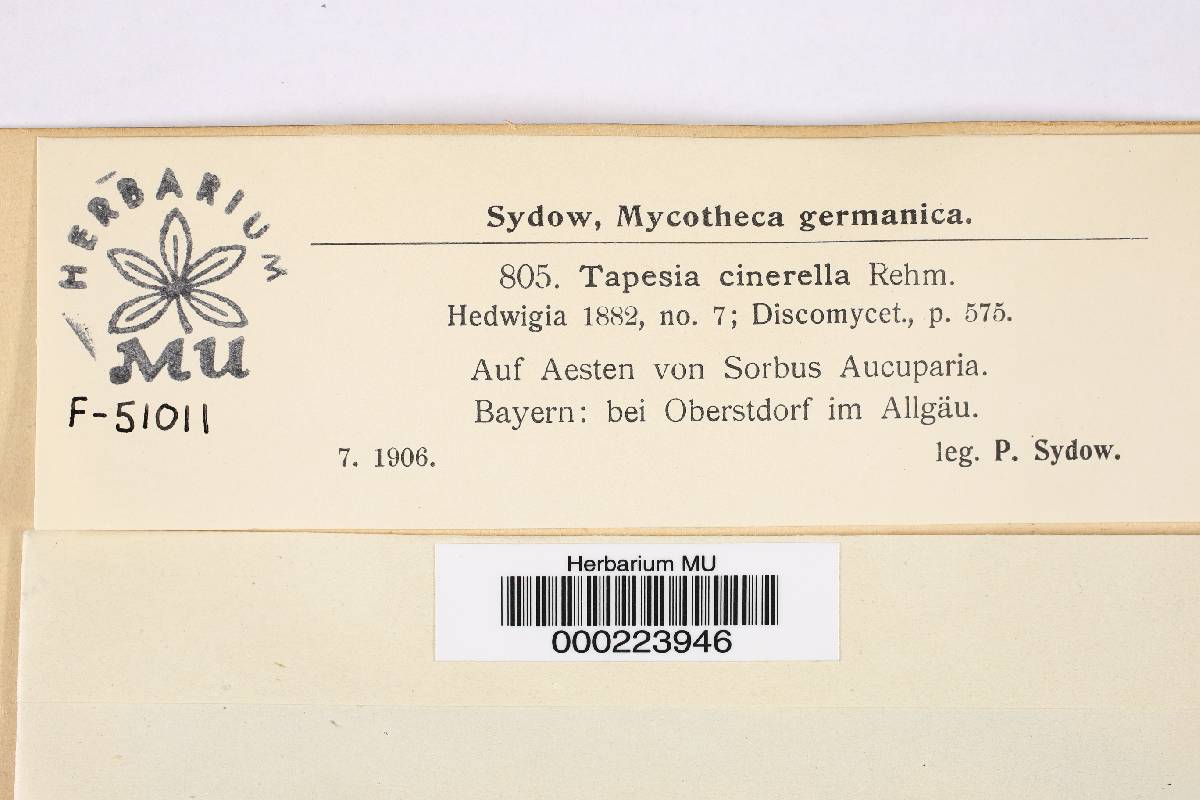 HERBARIUM
MU
F-51011
Sydow, Mycotheca germanica.
805. Tapesia cinerella Rehm.
Hedwigia 1882, no. 7; Discomycet., p. 575.
Auf Aesten von Sorbus Aucuparia.
Bayern: bei Oberstdorf im Allgäu.
7. 1906. leg. P. Sydow.
Herbarium MU
000223946